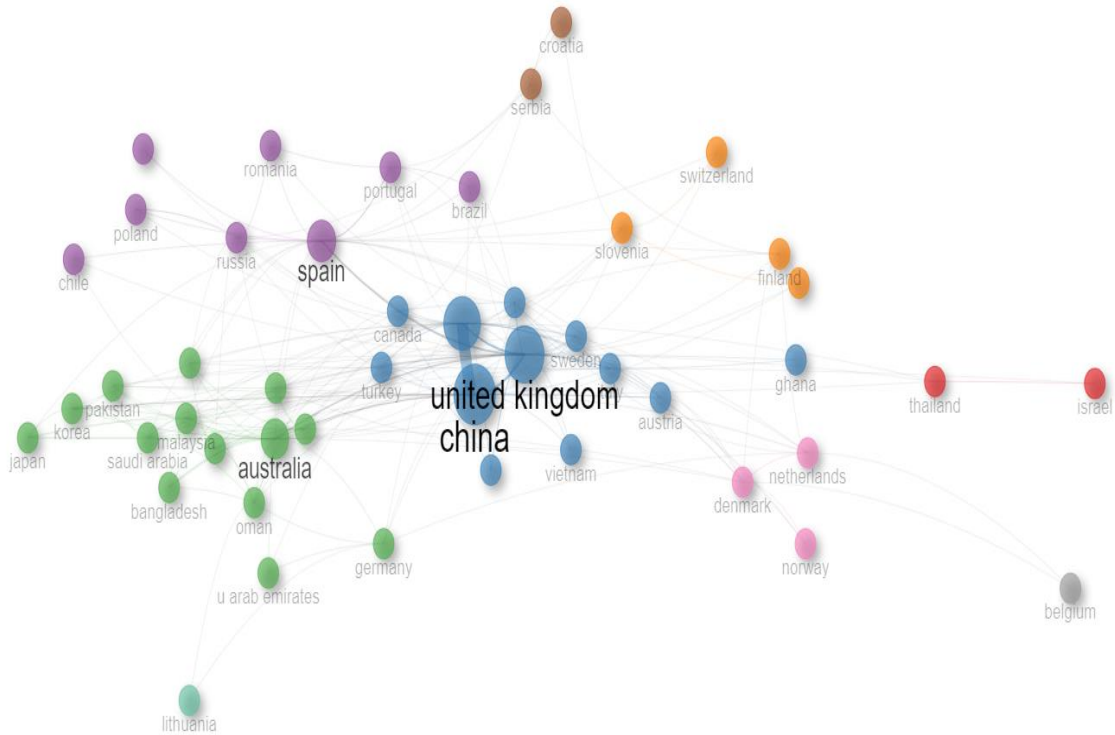 croatia
serbia
romania
switzerland
portugal
brazil
poland
russia
slovenia
spain
chile
finland
canada
sweden
turkey
ghana
united kingdom
pakistan
thailand
israel
austria
korea
malaysia
china
japan
saudi arabia
australia
vietnam
netherlands
bangladesh
oman
denmark
germany
norway
u arab emirates
belgium
lithuania